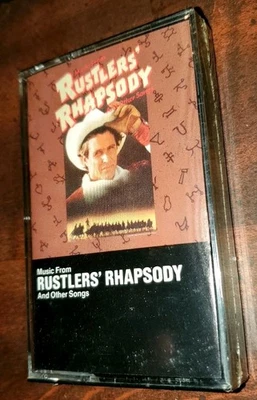 RUSTLERS'
RHAPSODY
Music From
RUSTLERS' RHAPSODY
And Other Songs